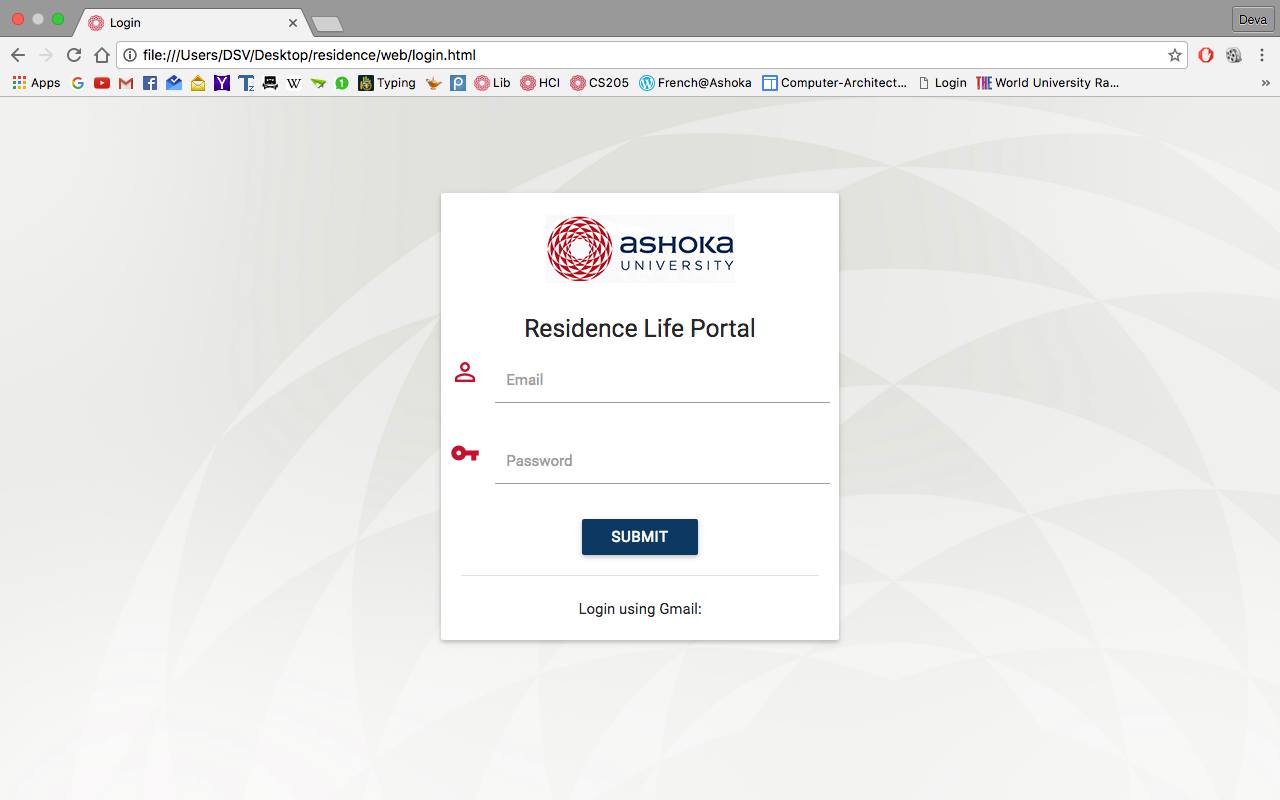 Login
Deva
file:///Users/DSV/Desktop/residence/web/login.html
Apps Typing Lib HCI CS205 French@Ashoka Computer-Architect... Login THE World University Ra...
ASHOKA
UNIVERSITY
Residence Life Portal
Email
Password
SUBMIT
Login using Gmail: